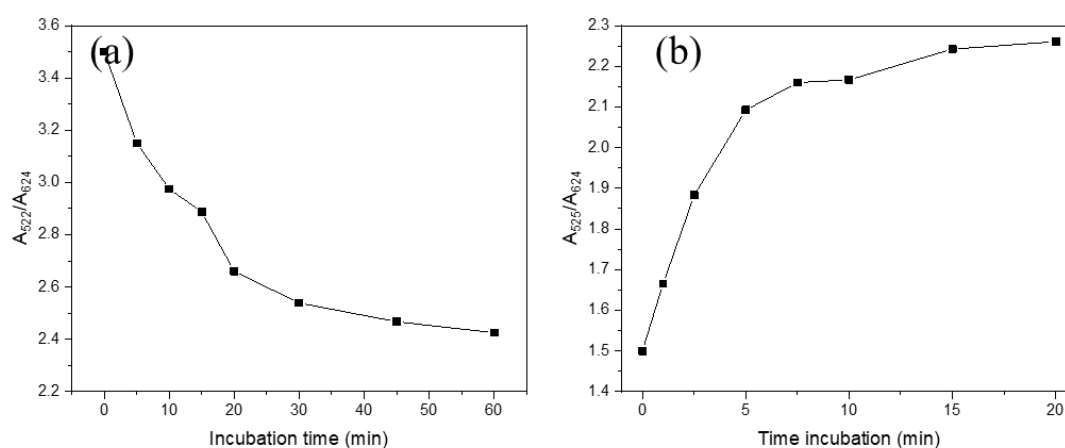 (a)
3.6
3.4
3.2
3.0
2.8
2.6
2.4
2.2
A522/A624
0 10 20 30 40 50 60
Incubation time (min)
(b)
2.3
2.2
2.1
2.0
1.9
1.8
1.7
1.6
1.5
1.4
A525/A624
0 5 10 15 20
Time incubation (min)